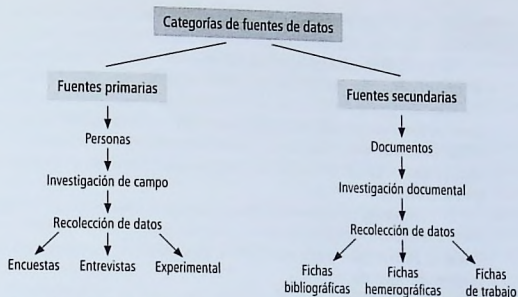 Categorías de fuentes de datos
Fuentes primarias
Personas
Investigación de campo
Recolección de datos
Encuestas
Entrevistas
Experimental
Fuentes secundarias
Documentos
Investigación documental
Recolección de datos
Fichas
bibliográficas
Fichas
hemerográficas
Fichas
de trabajo